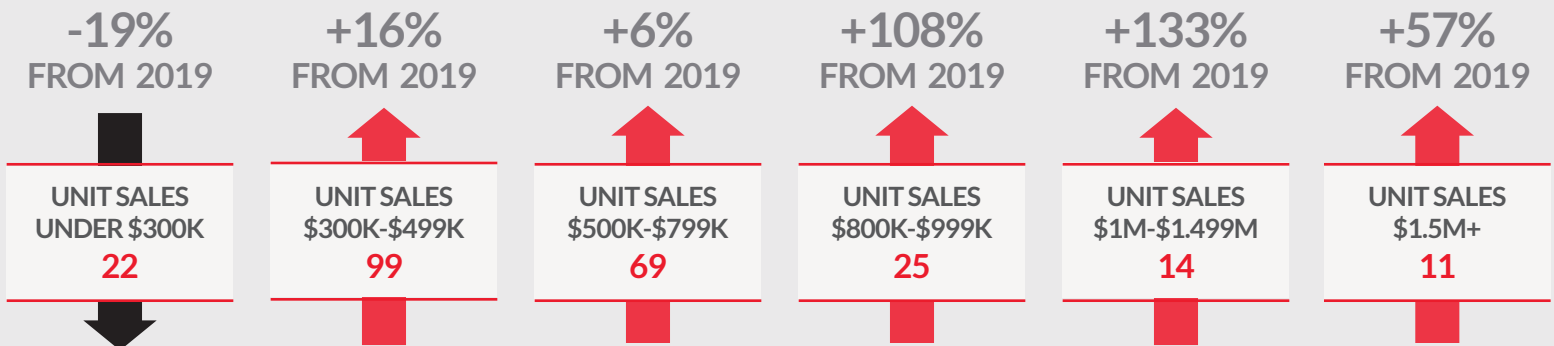 -19%
FROM 2019
UNIT SALES
UNDER $300K
22
+16%
FROM 2019
UNIT SALES
$300K-$499K
99
+6%
FROM 2019
UNIT SALES
$500K-$799K
69
+108%
FROM 2019
UNIT SALES
$800K-$999K
25
+133%
FROM 2019
UNIT SALES
$1M-$1.499M
14
+57%
FROM 2019
UNIT SALES
$1.5M+
11